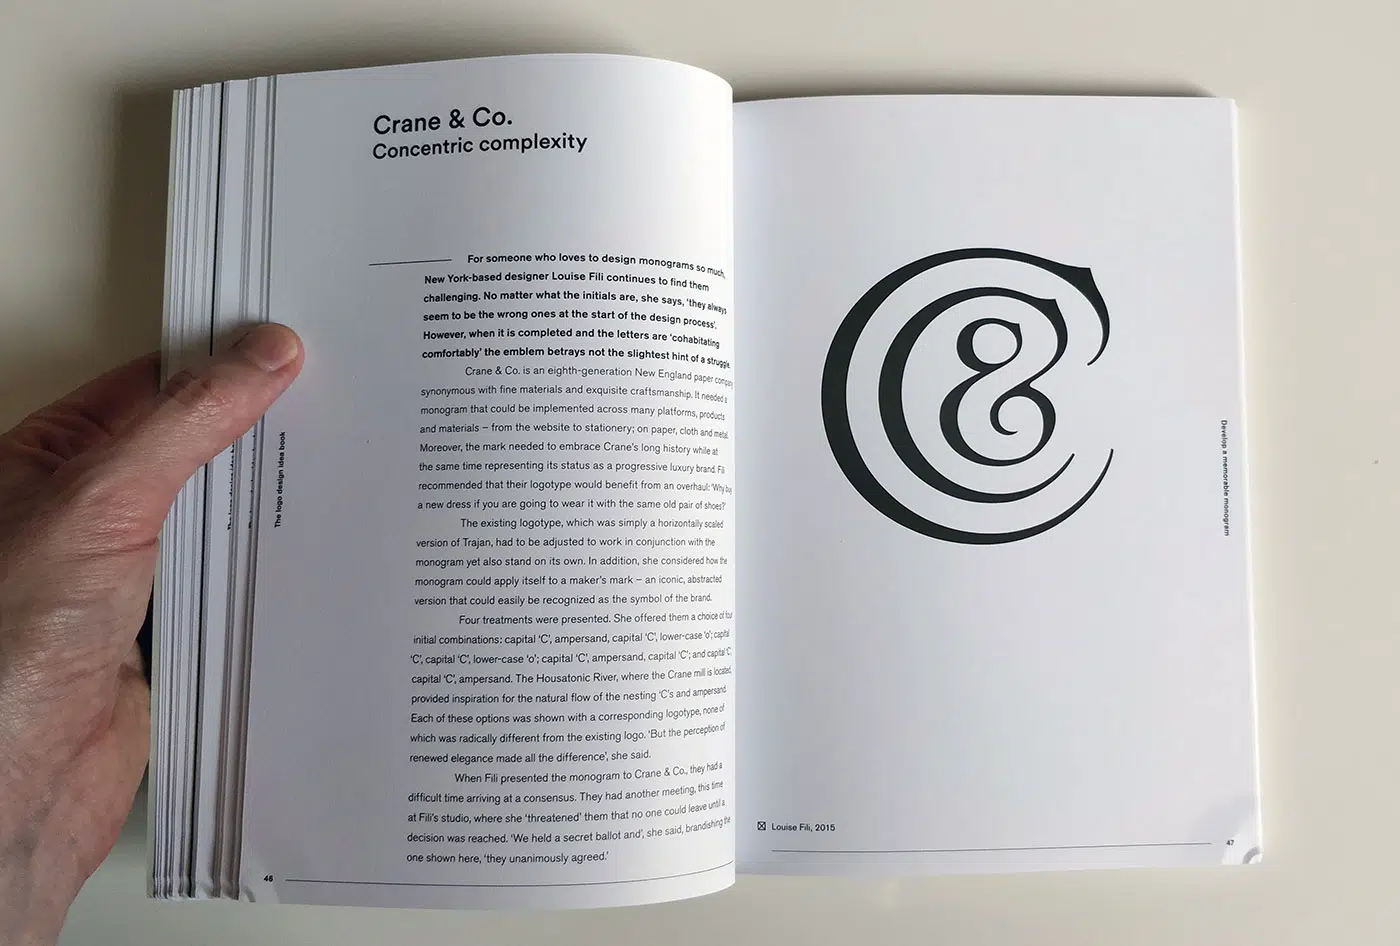 Crane & Co.
Concentric complexity
For someone who loves to design monograms so much,
New York-based designer Louise Fili continues to find them
challenging. No matter what the initials are, she says, ‘they always
seem to be the wrong ones at the start of the design process’.
However, when it is completed and the letters are ‘cohabitating
comfortably’ the emblem betrays not the slightest hint of a struggle.
Crane & Co. is an eighth-generation New England paper company
synonymous with fine materials and exquisite craftsmanship. It needed a
monogram that could be implemented across many platforms, products
and materials – from the website to stationery; on paper, cloth and metal.
Moreover, the mark needed to embrace Crane’s long history while at
the same time representing its status as a progressive luxury brand. Fili
recommended that their logotype would benefit from an overhaul: ‘Why buy
a new dress if you are going to wear it with the same old pair of shoes?’
The existing logotype, which was simply a horizontally scaled
version of Trajan, had to be adjusted to work in conjunction with the
monogram yet also stand on its own. In addition, she considered how the
monogram could apply itself to a maker’s mark – an iconic, abstracted
version that could easily be recognized as the symbol of the brand.
Four treatments were presented. She offered them a choice of four
initial combinations: capital ‘C’, ampersand, capital ‘C’, lower-case ‘o’; capital
‘C’, capital ‘C’, lower-case ‘o’; capital ‘C’, ampersand, capital ‘C’; and capital ‘C’,
capital ‘C’, ampersand. The Housatonic River, where the Crane mill is located,
provided inspiration for the natural flow of the nesting ‘C’s and ampersand.
Each of these options was shown with a corresponding logotype, none of
which was radically different from the existing logo. ‘But the perception of
renewed elegance made all the difference’, she said.
When Fili presented the monogram to Crane & Co., they had a
difficult time arriving at a consensus. They had another meeting, this time
at Fili’s studio, where she ‘threatened’ them that no one could leave until a
decision was reached. ‘We held a secret ballot and’, she said, brandishing the
one shown here, ‘they unanimously agreed.’
The logo design idea book
46
C C &
Develop a memorable monogram
Louise Fili, 2015
47